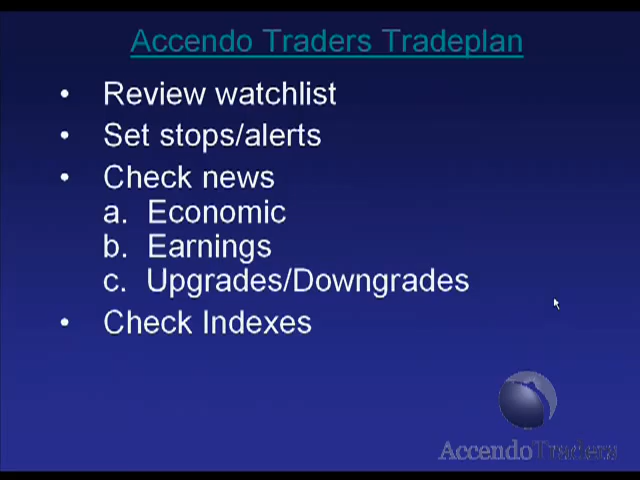 Accendo Traders Tradeplan
• Review watchlist
• Set stops/alerts
• Check news
a. Economic
b. Earnings
c. Upgrades/Downgrades
• Check Indexes
AccendoTraders